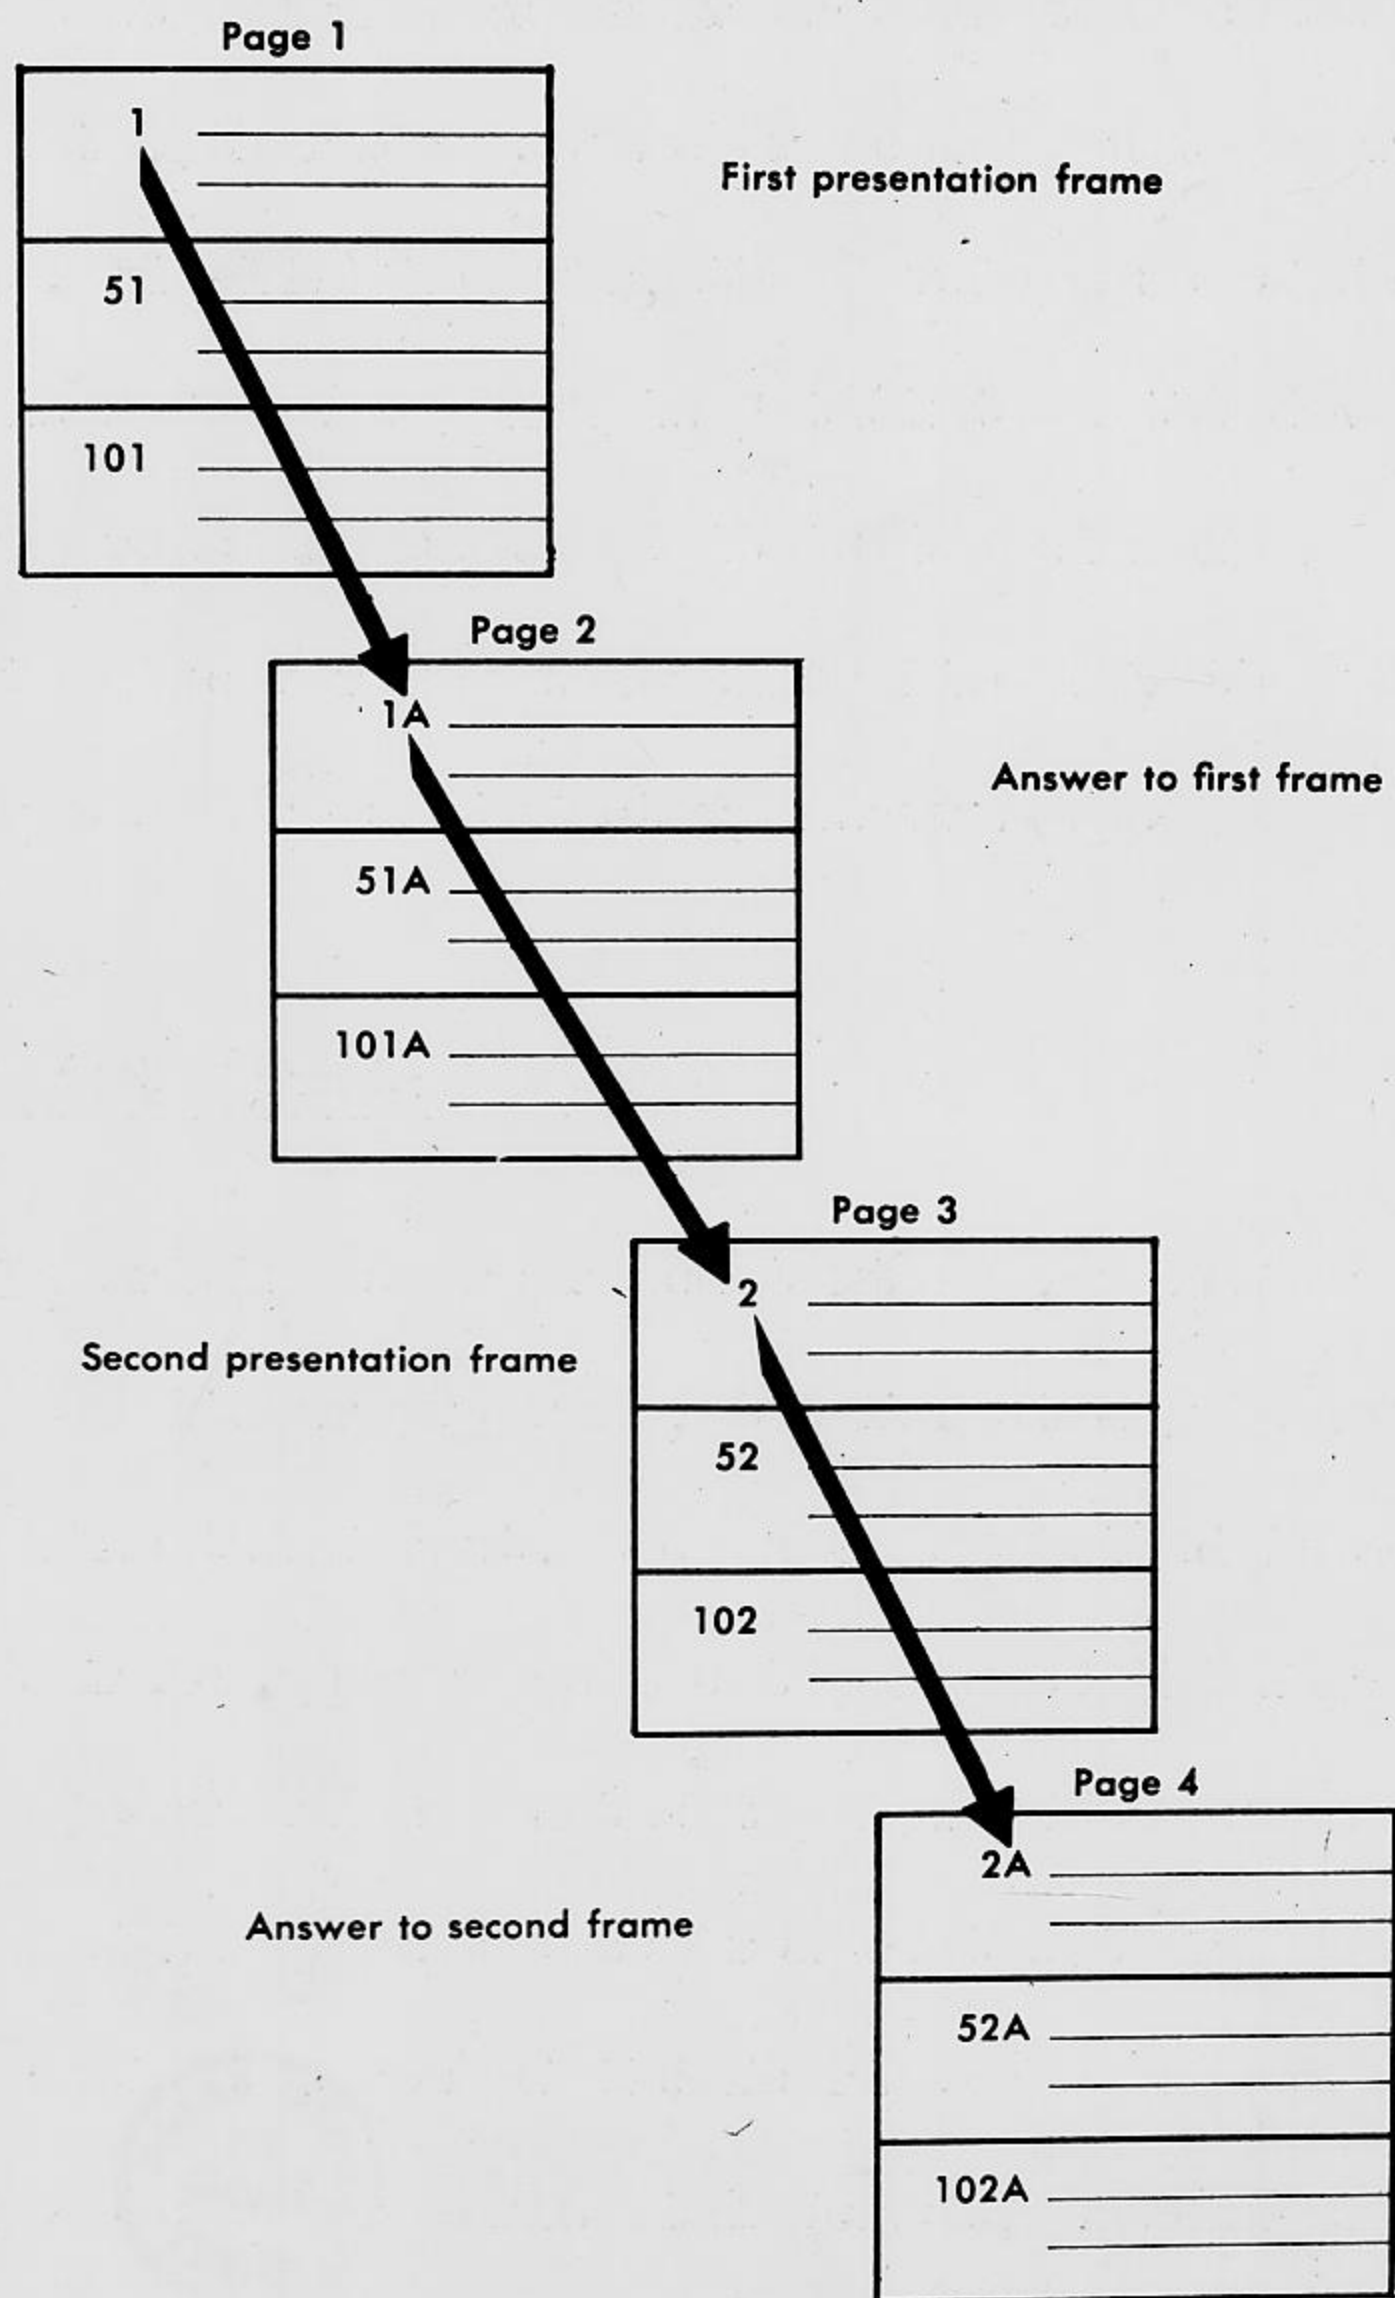 Page 1
1
First presentation frame
51
101
Page 2
1A
Answer to first frame
51A
101A
Page 3
2
Second presentation frame
52
102
Page 4
2A
Answer to second frame
52A
102A